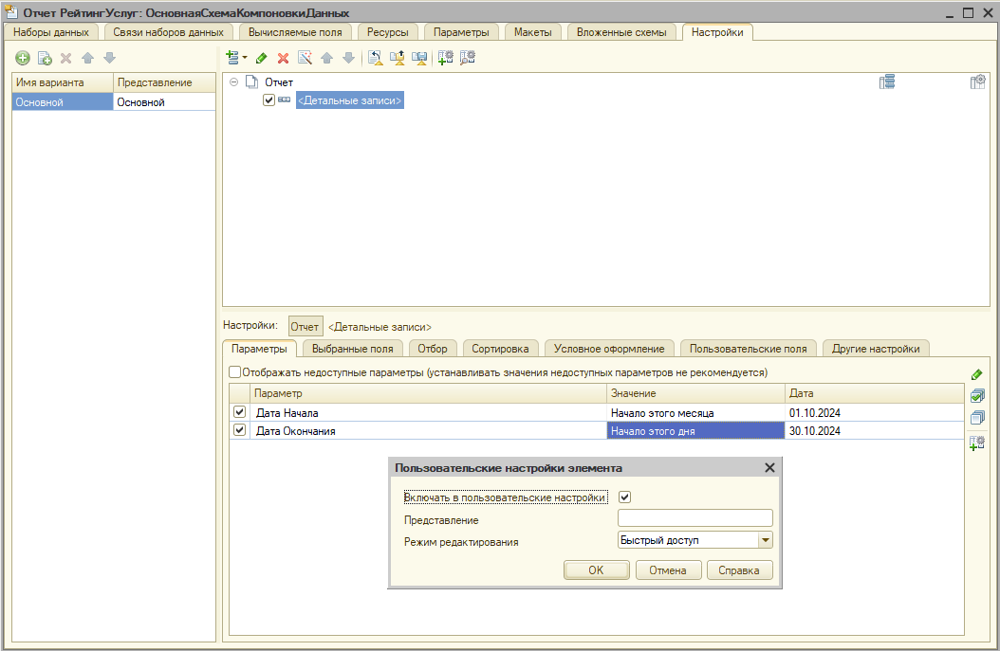 Отчет РейтингУслуг: ОсновнаяСхемаКомпоновкиДанных
Наборы данных Связи наборов данных Вычисляемые поля Ресурсы Параметры Макеты Вложенные схемы Настройки
Имя варианта Представление
Основной Основной
Отчет
<Детальные записи>
Настройки: Отчет <Детальные записи>
Параметры Выбранные поля Отбор Сортировка Условное оформление Пользовательские поля Другие настройки
Отображать недоступные параметры (устанавливать значения недоступных параметров не рекомендуется)
Параметр Значение Дата
Дата Начала Начало этого месяца 01.10.2024
Дата Окончания Начало этого дня 30.10.2024
Пользовательские настройки элемента
Включать в пользовательские настройки
Представление
Режим редактирования Быстрый доступ
ОК Отмена Справка